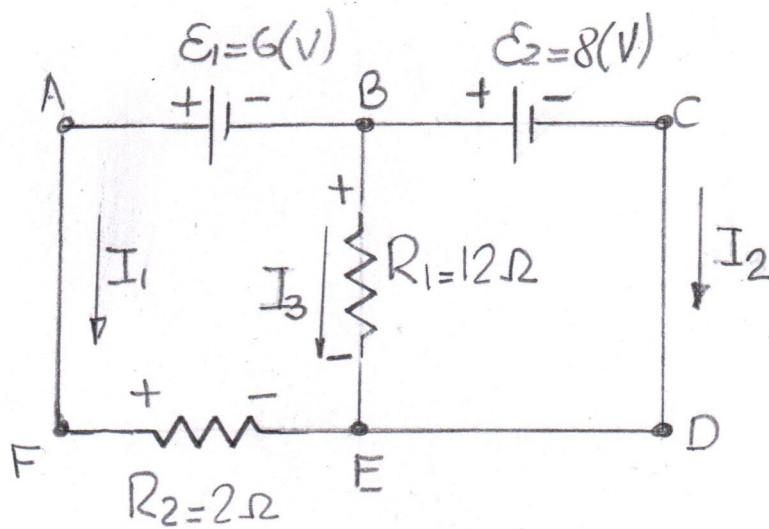 ε₁=6(V) ε₂=8(V)
A + - B + - C
+
I₁ I₃ R₁=12Ω I₂
-
+ -
F E D
R₂=2Ω